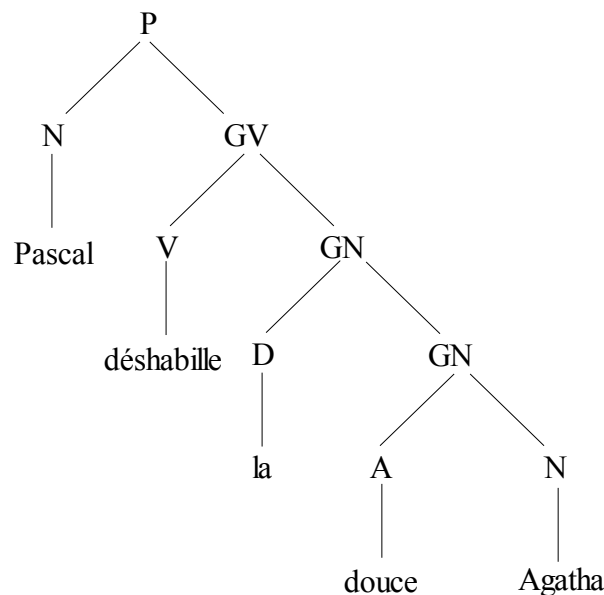 P
N GV
Pascal V GN
déshabille D GN
la A N
douce Agatha